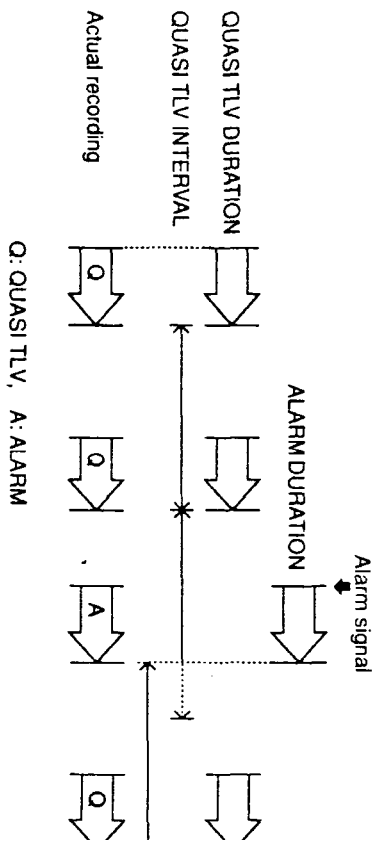 Alarm signal
ALARM DURATION
QUASI TLV DURATION
QUASI TLV INTERVAL
Actual recording
Q
Q
A
Q
Q: QUASI TLV, A: ALARM